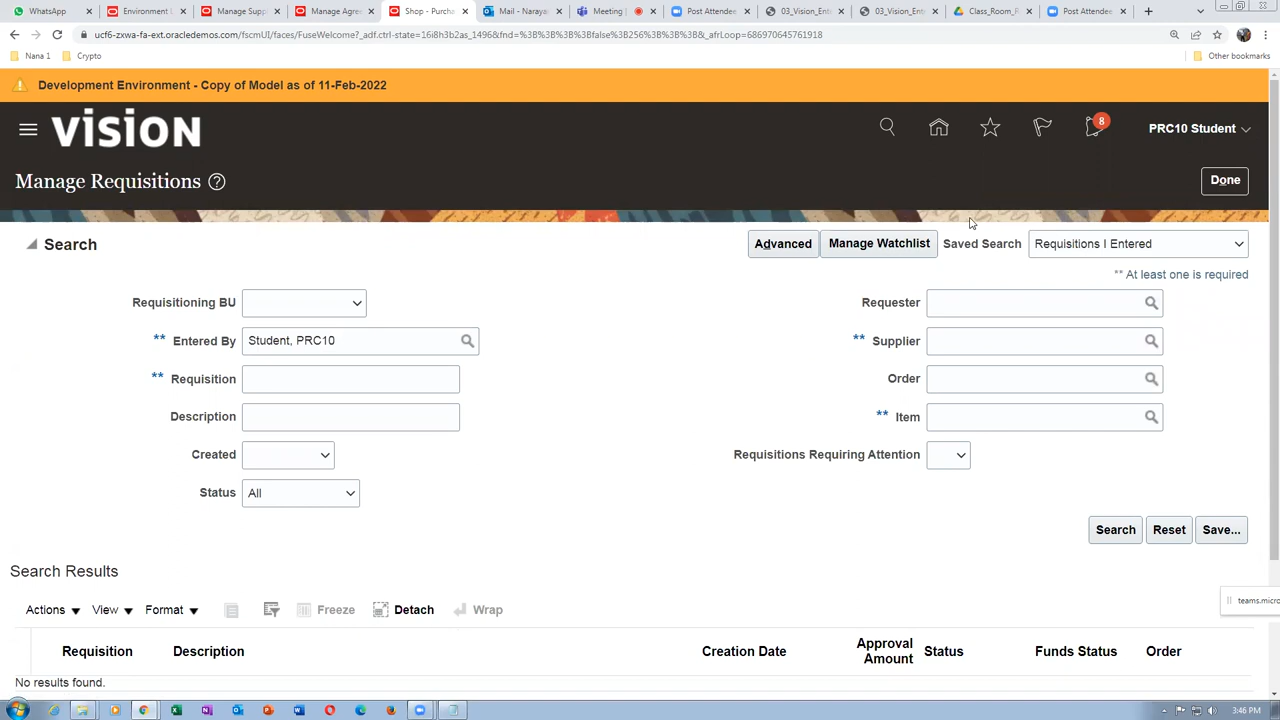 WhatsApp
Environment
Manage Supp
Manage Agre
Shop - Purch
Mail - Naraya
Meeting |
Post Attende
03_Vision_Ent
03_Vision_Ent
Class_Room_P
Post Attende
ucf6-zxwa-fa-ext.oracledemos.com/fscmUI/faces/FuseWelcome?_adf.ctrl-state=16i8h3b2as_1496&fnd=%3B%3B%3B%3Bfalse%3B256%3B%3B%3B&_afrLoop=686970645761918
Nana 1
Crypto
Other bookmarks
Development Environment - Copy of Model as of 11-Feb-2022
VISION
8
PRC10 Student
Manage Requisitions
Done
Search
Advanced
Manage Watchlist
Saved Search
Requisitions I Entered
** At least one is required
Requisitioning BU
Requester
** Entered By
Student, PRC10
** Supplier
** Requisition
Order
Description
** Item
Created
Requisitions Requiring Attention
Status
All
Search
Reset
Save...
Search Results
teams.micro
Actions
View
Format
Freeze
Detach
Wrap
Requisition
Description
Creation Date
Approval Amount
Status
Funds Status
Order
No results found.
3:46 PM